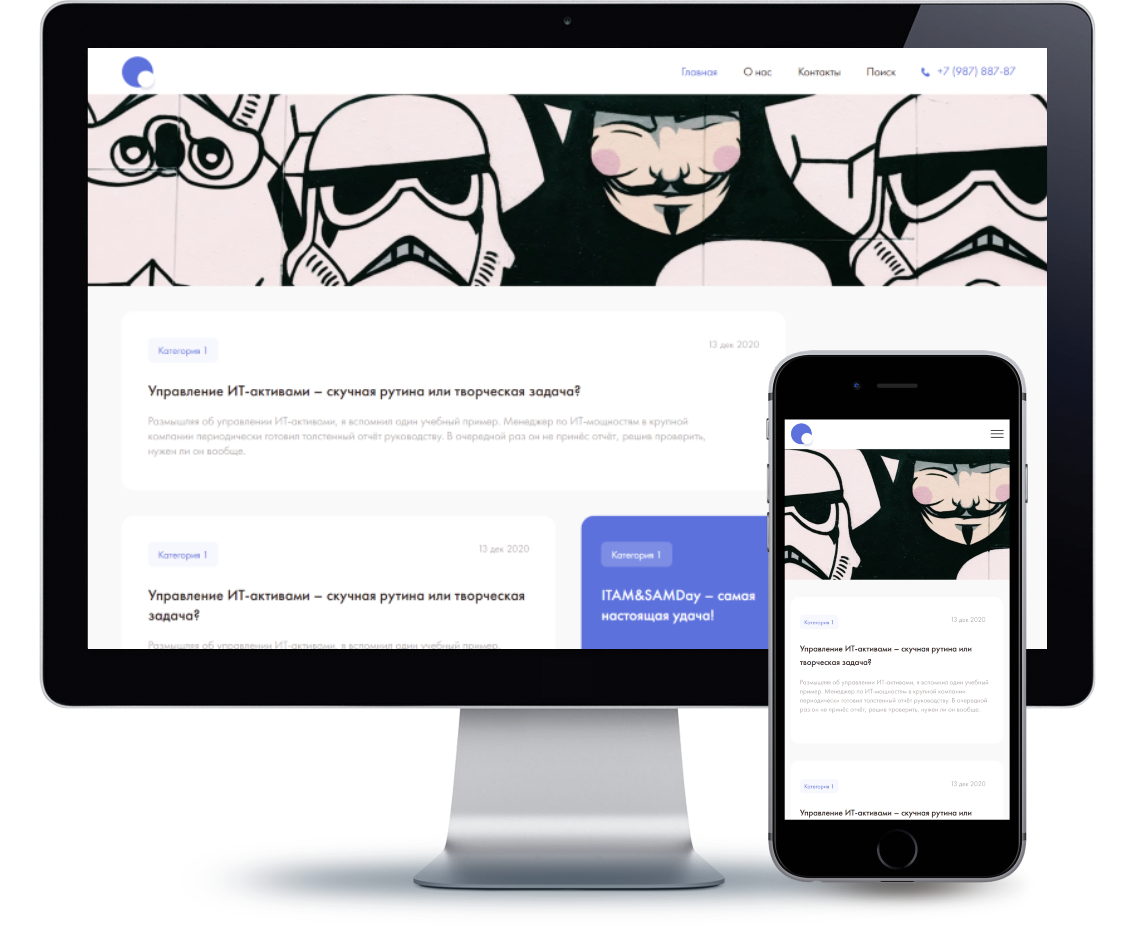 Главная О нас Контакты Поиск +7 (987) 887-87
Категория 1
13 дек 2020
Управление ИТ-активами – скучная рутина или творческая задача?
Размышляя об управлении ИТ-активами, я вспомнил один учебный пример. Менеджер по ИТ-мощностям в крупной
компании периодически готовил толстенный отчёт руководству. В очередной раз он не принёс отчёт, решив проверить,
нужен ли он вообще.
Категория 1
13 дек 2020
Управление ИТ-активами – скучная рутина или творческая
задача?
Размышляя об управлении ИТ-активами, я вспомнил один учебный пример.
Категория 1
ITAM&SAMDay – самая
настоящая удача!
Категория 1
13 дек 2020
Управление ИТ-активами – скучная рутина или
творческая задача?
Размышляя об управлении ИТ-активами, я вспомнил один учебный
пример. Менеджер по ИТ-мощностям в крупной компании
периодически готовил толстенный отчёт руководству. В очередной
раз он не принёс отчёт, решив проверить, нужен ли он вообще.
Категория 1
13 дек 2020
Управление ИТ-активами – скучная рутина или